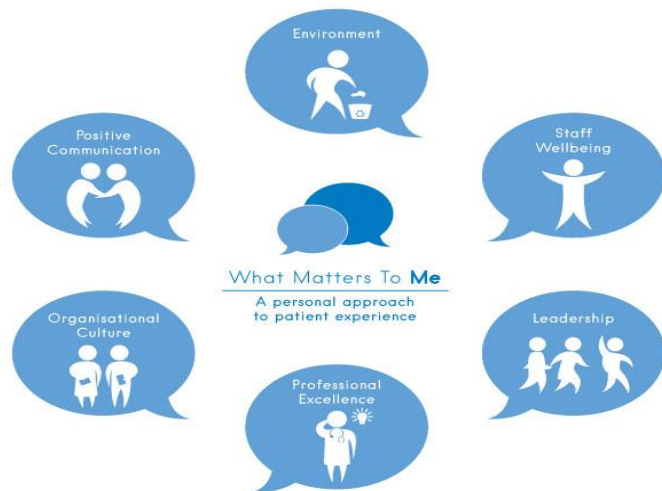 Environment
Positive
Communication
Staff
Wellbeing
What Matters To Me
A personal approach
to patient experience
Organisational
Culture
Leadership
Professional
Excellence